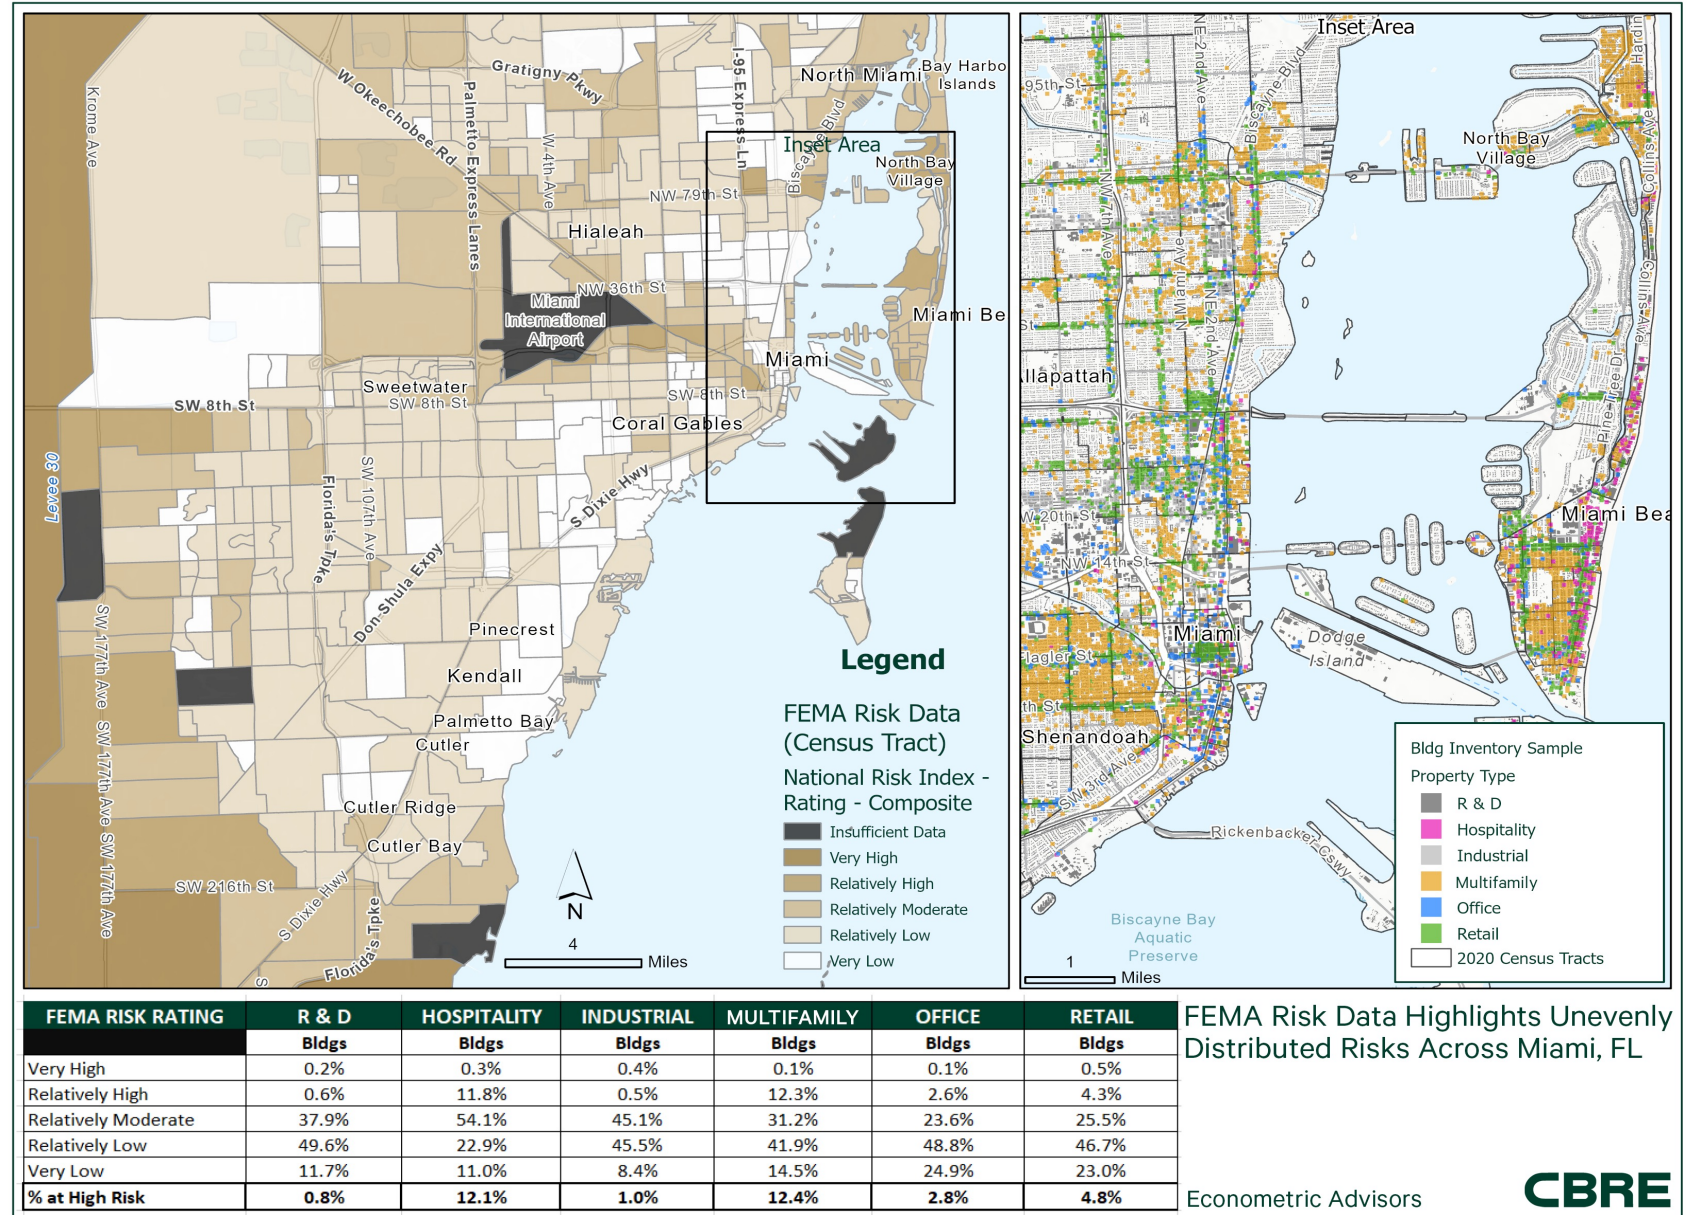 Krome Ave
W Okeechobee Rd
Palmetto Express Lanes
Gratigny Pkwy
W 4th Ave
I-95 Express Ln
North Miami
Bay Harbo
Islands
Biscayne Blvd
Inset Area
North Bay
Village
NW 79th St
Hialeah
NW 36th St
Miami
International
Airport
Miami Be
Miami
Sweetwater
SW 8th St
SW 8th St
SW 8th St
Coral Gables
Levee 30
Florida's Tpke
SW 107th Ave
S Dixie Hwy
Don-Shula Expy
SW 177th Ave
SW 177th Ave
SW 177th Ave
Pinecrest
Kendall
Palmetto Bay
Cutler
Cutler Ridge
Cutler Bay
SW 216th St
S Dixie Hwy
Florida's Tpke
S
N
4
Miles
Legend
FEMA Risk Data
(Census Tract)
National Risk Index -
Rating - Composite
Insufficient Data
Very High
Relatively High
Relatively Moderate
Relatively Low
Very Low
Inset Area
95th St
NE 2nd Ave
Biscayne Blvd
Hardin
North Bay
Village
Collins Ave
NW 7th Ave
N Miami Ave
NE 2nd Ave
St
Collins Ave
llapattah
Pine Tree Dr
W 20th St
NW 14th St
Miami Bea
Miami
Dodge
Island
lagler St
th St
Shenandoah
SW 3rd Ave
Rickenbacker Cswy
Biscayne Bay
Aquatic
Preserve
1
Miles
Bldg Inventory Sample
Property Type
R & D
Hospitality
Industrial
Multifamily
Office
Retail
2020 Census Tracts
FEMA RISK RATING R & D HOSPITALITY INDUSTRIAL MULTIFAMILY OFFICE RETAIL
Bldgs Bldgs Bldgs Bldgs Bldgs Bldgs
Very High 0.2% 0.3% 0.4% 0.1% 0.1% 0.5%
Relatively High 0.6% 11.8% 0.5% 12.3% 2.6% 4.3%
Relatively Moderate 37.9% 54.1% 45.1% 31.2% 23.6% 25.5%
Relatively Low 49.6% 22.9% 45.5% 41.9% 48.8% 46.7%
Very Low 11.7% 11.0% 8.4% 14.5% 24.9% 23.0%
% at High Risk 0.8% 12.1% 1.0% 12.4% 2.8% 4.8%
FEMA Risk Data Highlights Unevenly
Distributed Risks Across Miami, FL
Econometric Advisors
CBRE